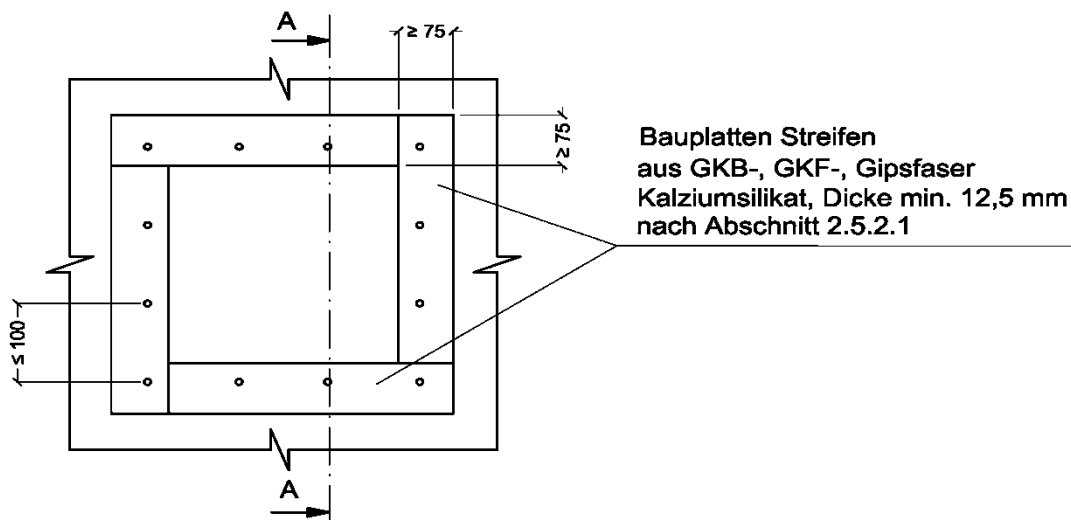 A
≥ 75
≥ 75
Bauplatten Streifen
aus GKB-, GKF-, Gipsfaser
Kalziumsilikat, Dicke min. 12,5 mm
nach Abschnitt 2.5.2.1
≤ 100
A